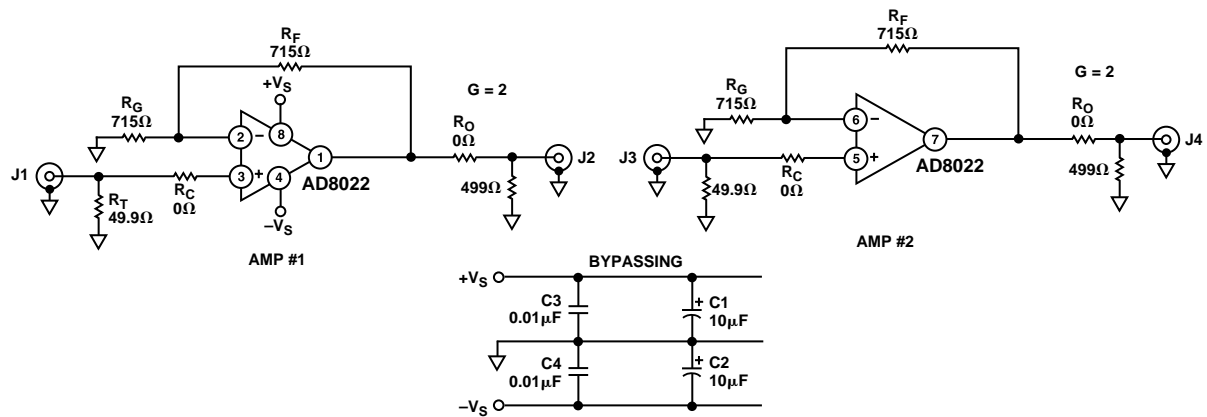 R_F
715Ω
+V_S
G = 2
R_G
715Ω
R_O
0Ω
2
–
8
1
3
+
4
J1
J2
AD8022
R_T
49.9Ω
R_C
0Ω
499Ω
–V_S
AMP #1
R_F
715Ω
G = 2
R_G
715Ω
R_O
0Ω
6
–
7
5
+
J3
J4
AD8022
49.9Ω
R_C
0Ω
499Ω
AMP #2
BYPASSING
+V_S
C3
0.01µF
+
C1
10µF
C4
0.01µF
+
C2
10µF
–V_S